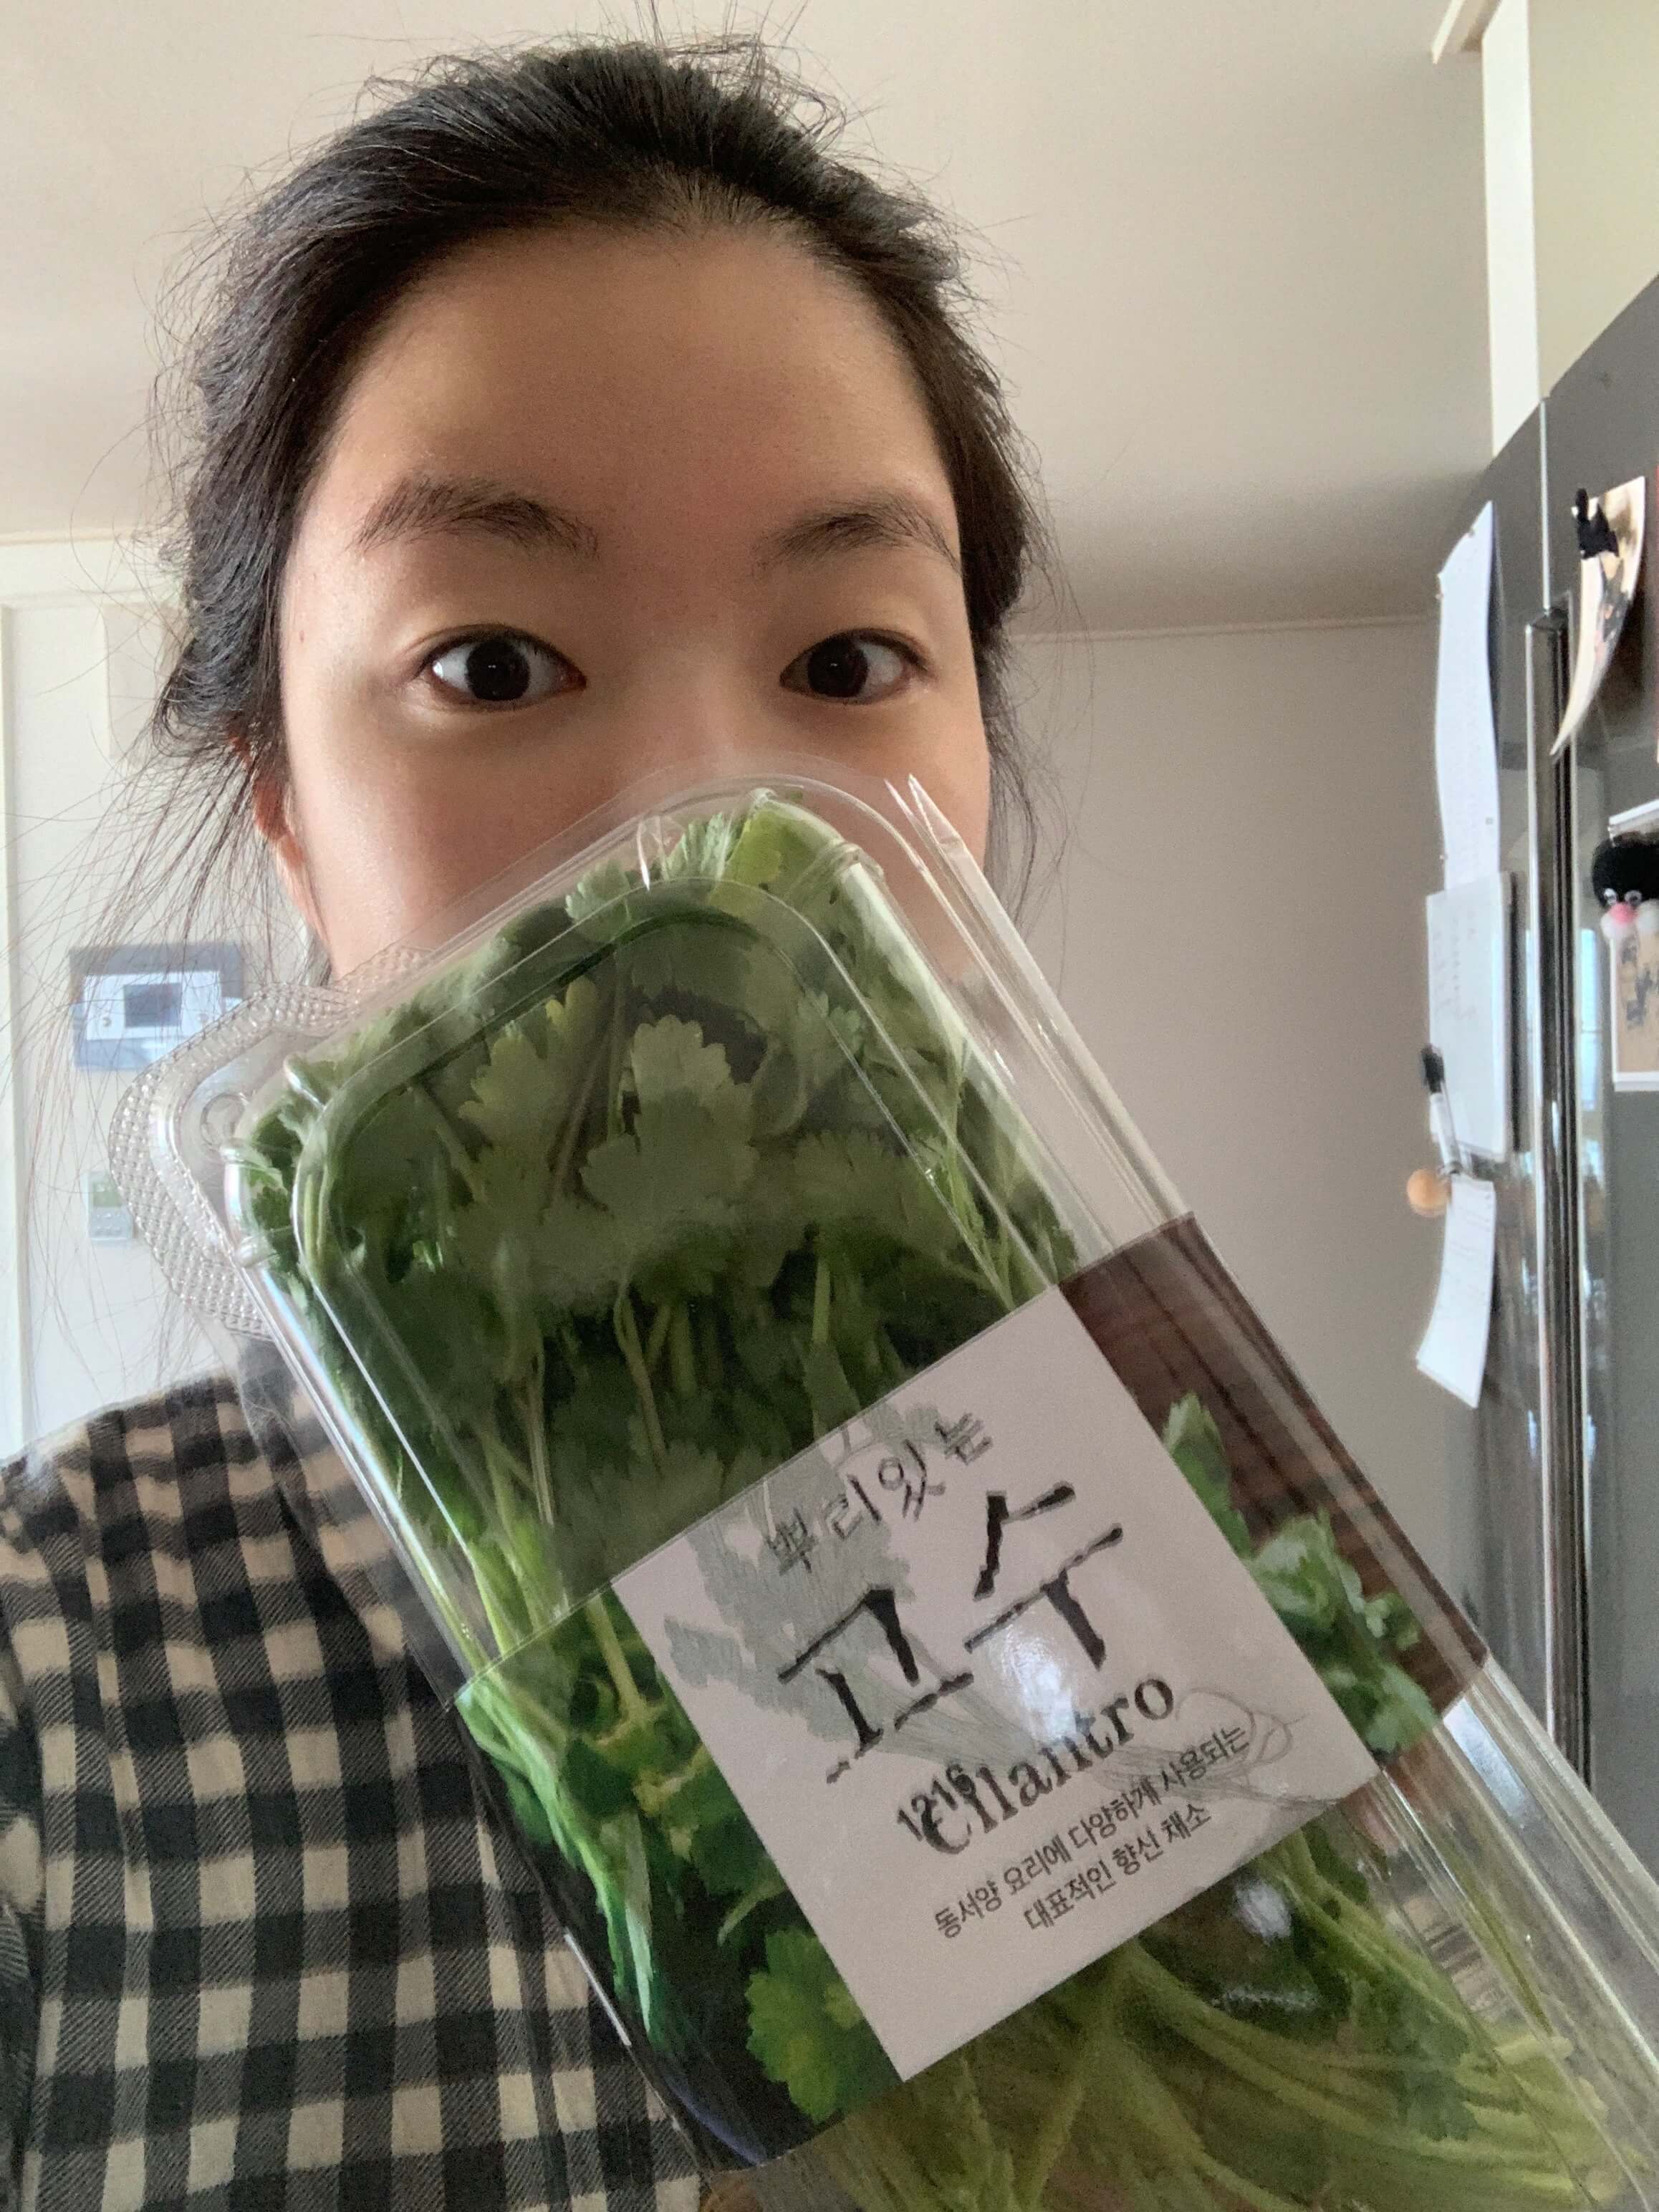 뿌리있는
고수
Cilantro
1216
동서양 요리에 다양하게 사용되는
대표적인 향신 채소